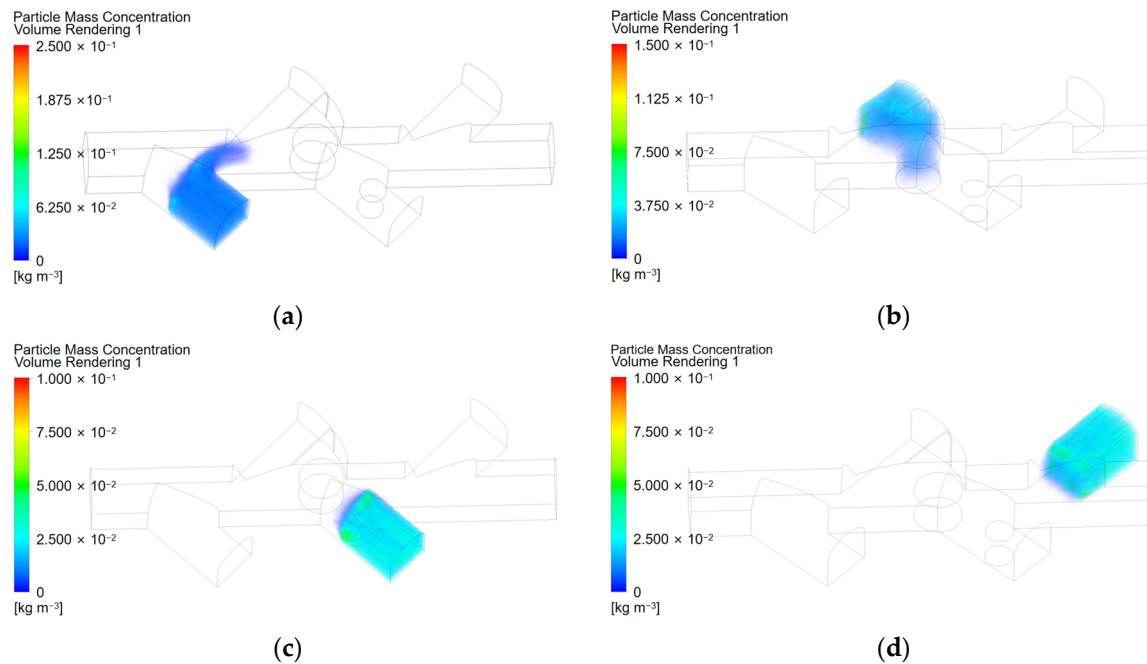 Particle Mass Concentration
Volume Rendering 1
2.500 × 10⁻¹
1.875 ×10⁻¹
1.250 × 10⁻¹
6.250 × 10⁻²
0
[kg m⁻³]
(a)
Particle Mass Concentration
Volume Rendering 1
1.500 × 10⁻¹
1.125 × 10⁻¹
7.500 × 10⁻²
3.750 × 10⁻²
0
[kg m⁻³]
(b)
Particle Mass Concentration
Volume Rendering 1
1.000 × 10⁻¹
7.500 × 10⁻²
5.000 × 10⁻²
2.500 × 10⁻²
0
[kg m⁻³]
(c)
Particle Mass Concentration
Volume Rendering 1
1.000 × 10⁻¹
7.500 × 10⁻²
5.000 × 10⁻²
2.500 × 10⁻²
0
[kg m⁻³]
(d)